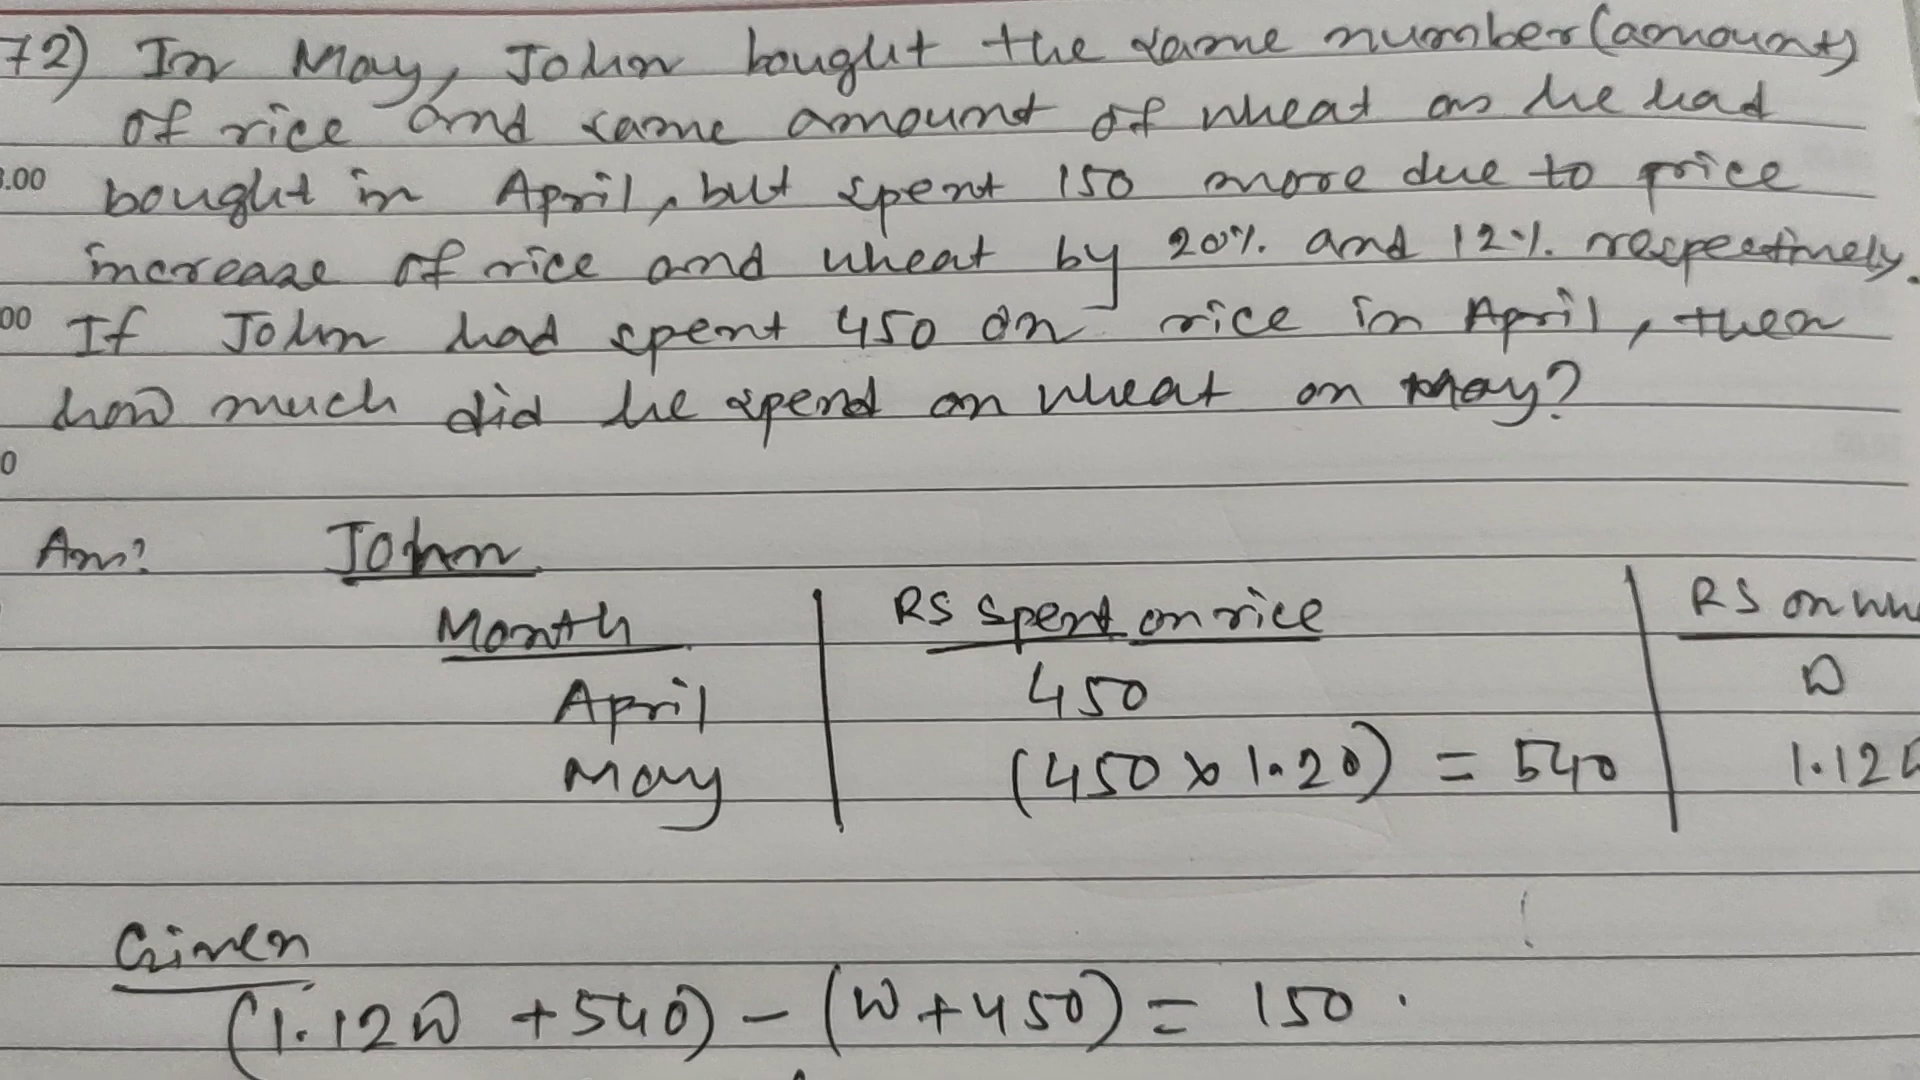 72) In May, John bought the same number (amount)
of rice and same amount of wheat as he had
.00 bought in April, but spent 150 more due to price
increase of rice and wheat by 20%. and 12%. respectively.
00 If John had spent 450 on rice in April, then
how much did he spend on wheat on May?
0
Ans: John
Month RS spent on rice RS on
April 450 W
May (450 x 1.20) = 540 1.12
Given
(1.12W + 540) - (W + 450) = 150.